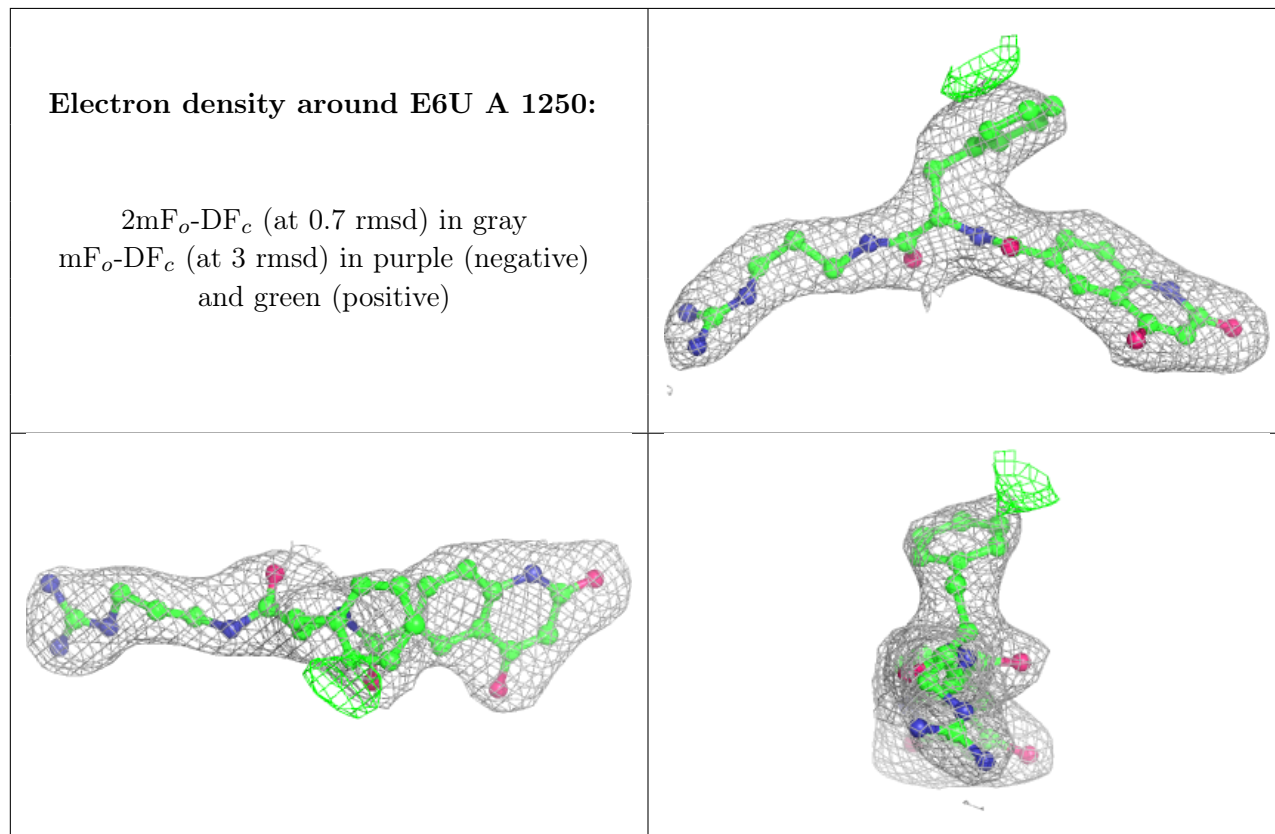 Electron density around E6U A 1250:
2mFo-DFc (at 0.7 rmsd) in gray
mFo-DFc (at 3 rmsd) in purple (negative)
and green (positive)